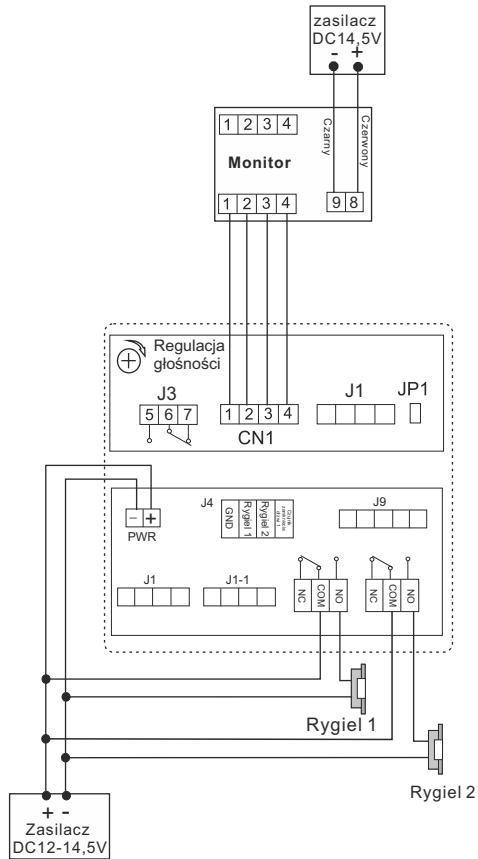 zasilacz
DC14,5V
- +
Czarny
Czerwony
1 2 3 4
Monitor
1 2 3 4
9 8
Regulacja
głośności
J3
5 6 7
1 2 3 4
CN1
J1
JP1
- +
PWR
J4
GND
Rygiel 1
Rygiel 2
J9
J1
J1-1
NC
COM
NO
NC
COM
NO
Rygiel 1
Rygiel 2
+ -
Zasilacz
DC12-14,5V